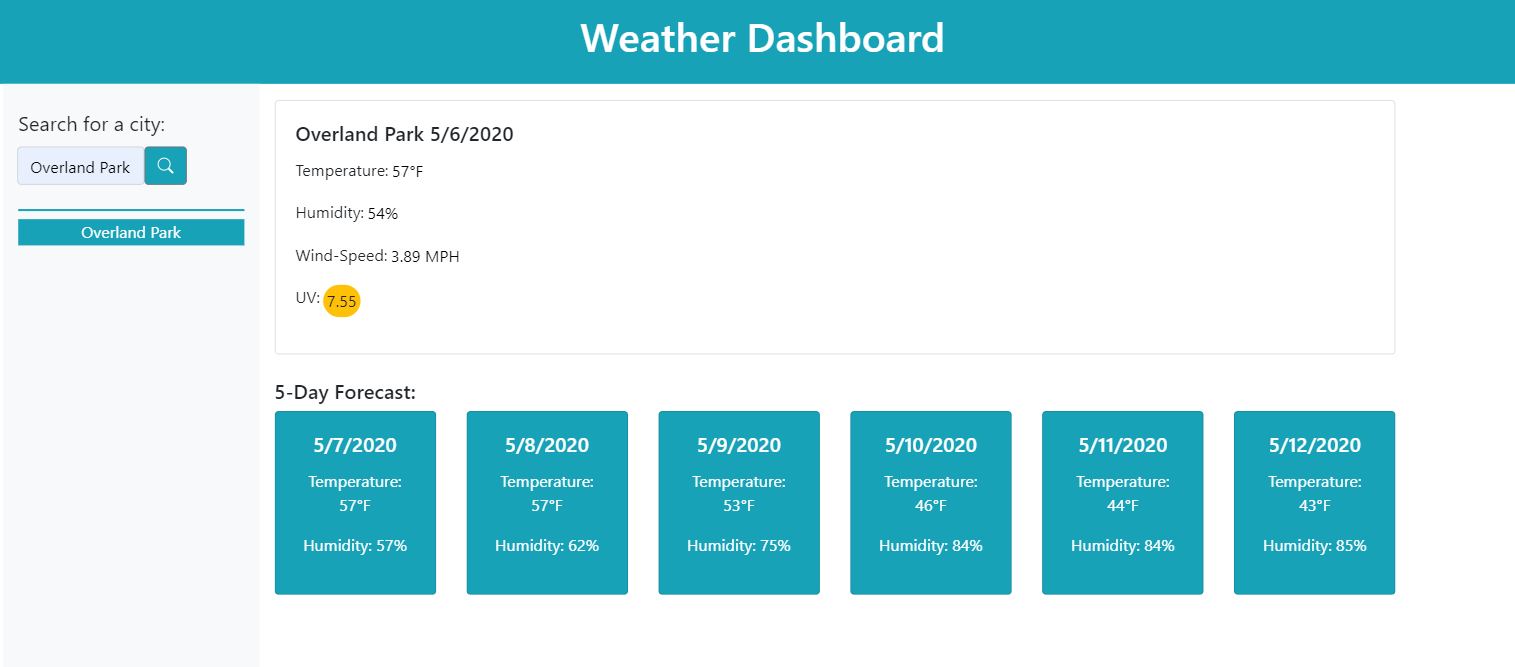 Weather Dashboard
Search for a city:
Overland Park
Overland Park
Overland Park 5/6/2020
Temperature: 57°F
Humidity: 54%
Wind-Speed: 3.89 MPH
UV: 7.55
5-Day Forecast:
5/7/2020
Temperature:
57°F
Humidity: 57%
5/8/2020
Temperature:
57°F
Humidity: 62%
5/9/2020
Temperature:
53°F
Humidity: 75%
5/10/2020
Temperature:
46°F
Humidity: 84%
5/11/2020
Temperature:
44°F
Humidity: 84%
5/12/2020
Temperature:
43°F
Humidity: 85%